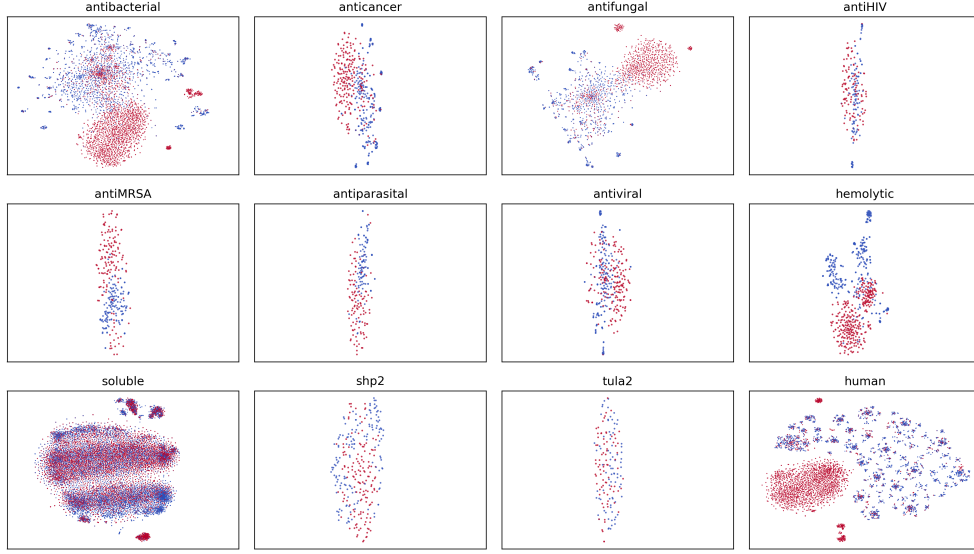 antibacterial
anticancer
antifungal
antiHIV
antiMRSA
antiparasital
antiviral
hemolytic
soluble
shp2
tula2
human